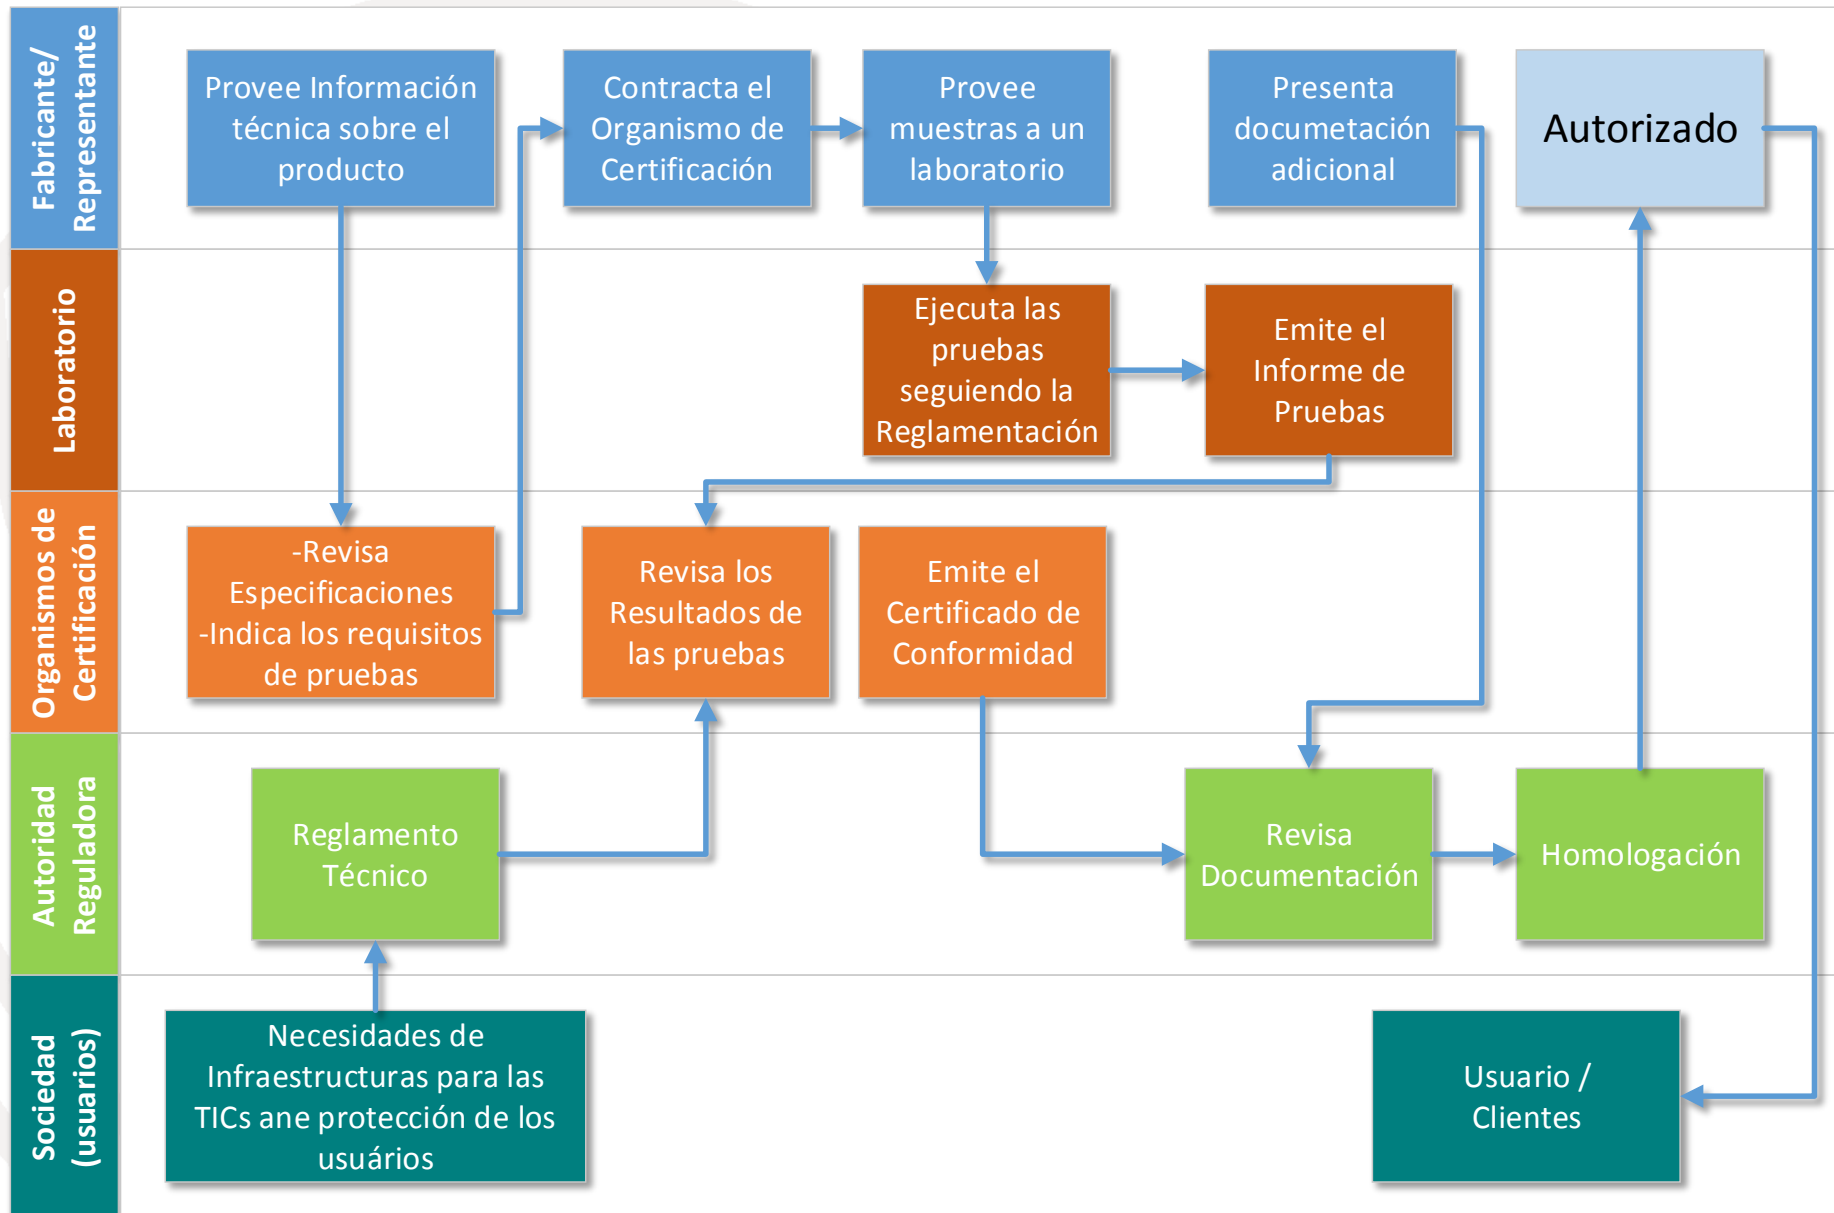 Fabricante/
Representante
Provee Información
técnica sobre el
producto
Contracta el
Organismo de
Certificación
Provee
muestras a un
laboratorio
Presenta
documetación
adicional
Autorizado
Laboratorio
Ejecuta las
pruebas
seguiendo la
Reglamentación
Emite el
Informe de
Pruebas
Organismos de
Certificación
-Revisa
Especificaciones
-Indica los requisitos
de pruebas
Revisa los
Resultados de
las pruebas
Emite el
Certificado de
Conformidad
Autoridad
Reguladora
Reglamento
Técnico
Revisa
Documentación
Homologación
Sociedad
(usuarios)
Necesidades de
Infraestructuras para las
TICs ane protección de los
usuários
Usuario /
Clientes